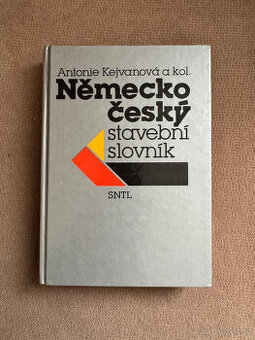 Antonie Kejvanová a kol.
Německo
český
stavební
slovník
SNTL